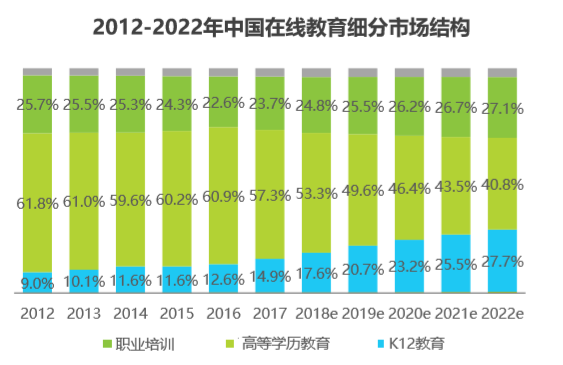 2012-2022年中国在线教育细分市场结构
25.7% 25.5% 25.3% 24.3% 22.6% 23.7% 24.8% 25.5% 26.2% 26.7% 27.1%
61.8% 61.0% 59.6% 60.2% 60.9% 57.3% 53.3% 49.6% 46.4% 43.5% 40.8%
9.0% 10.1% 11.6% 11.6% 12.6% 14.9% 17.6% 20.7% 23.2% 25.5% 27.7%
2012 2013 2014 2015 2016 2017 2018e 2019e 2020e 2021e 2022e
职业培训 高等学历教育 K12教育